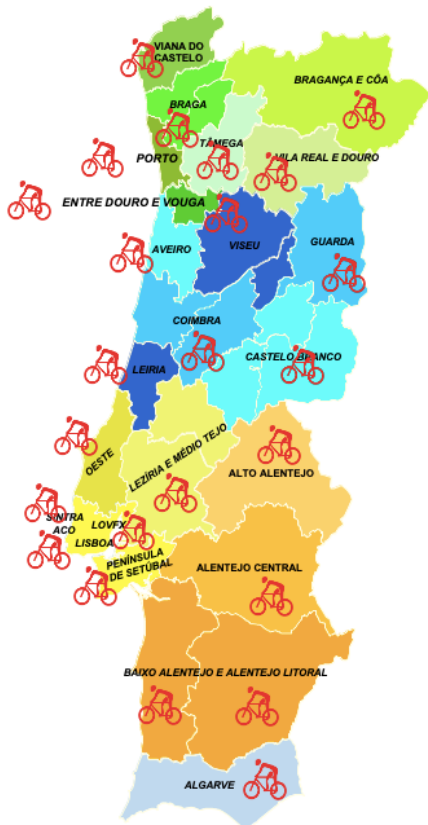 VIANA DO
CASTELO
BRAGANÇA E CÔA
BRAGA
TÂMEGA
PORTO
VILA REAL E DOURO
ENTRE DOURO E VOUGA
AVEIRO
VISEU
GUARDA
COIMBRA
CASTELO BRANCO
LEIRIA
OESTE
LEZÍRIA E MÉDIO TEJO
ALTO ALENTEJO
SINTRA
ACO
LOVFX
LISBOA
PENÍNSULA
DE SETÚBAL
ALENTEJO CENTRAL
BAIXO ALENTEJO E ALENTEJO LITORAL
ALGARVE